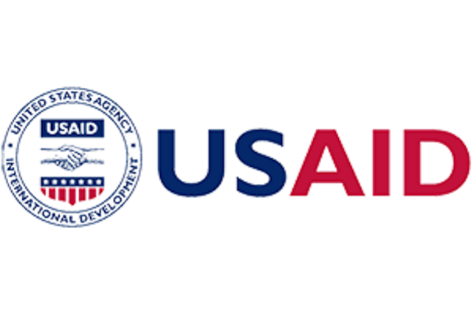 UNITED STATES AGENCY
USAID
INTERNATIONAL DEVELOPMENT
USAID